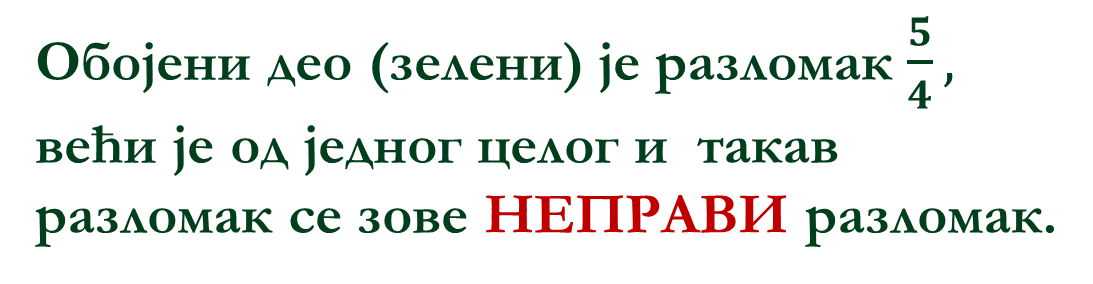 Обојени део (зелени) је разломак 5/4,
већи је од једног целог и такав
разломак се зове НЕПРАВИ разломак.